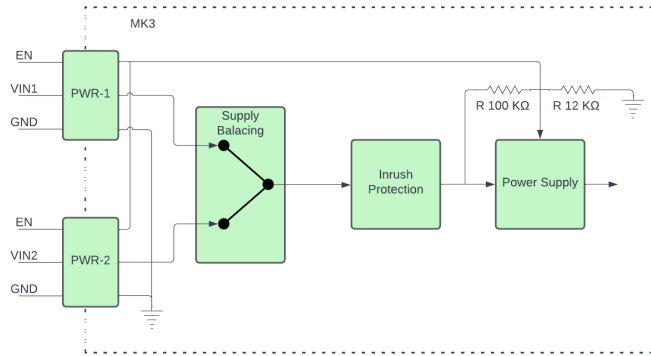 MK3
EN
VIN1
GND
PWR-1
Supply
Balacing
R 100 KΩ
R 12 KΩ
Inrush
Protection
Power Supply
EN
VIN2
GND
PWR-2